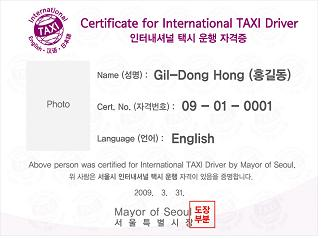 International
TAXI
English·汉语·日本語
Certificate for International TAXI Driver
인터내셔널 택시 운행 자격증
Photo
Name (성명) : Gil-Dong Hong (홍길동)
Cert. No. (자격번호) : 09 - 01 - 0001
Language (언어) : English
Above person was certified for International TAXI Driver by Mayor of Seoul.
위 사람은 서울시 인터내셔널 택시 운행 자격이 있음을 증명합니다.
2009. 3. 31.
Mayor of Seoul
서울특별시장
도장
부분